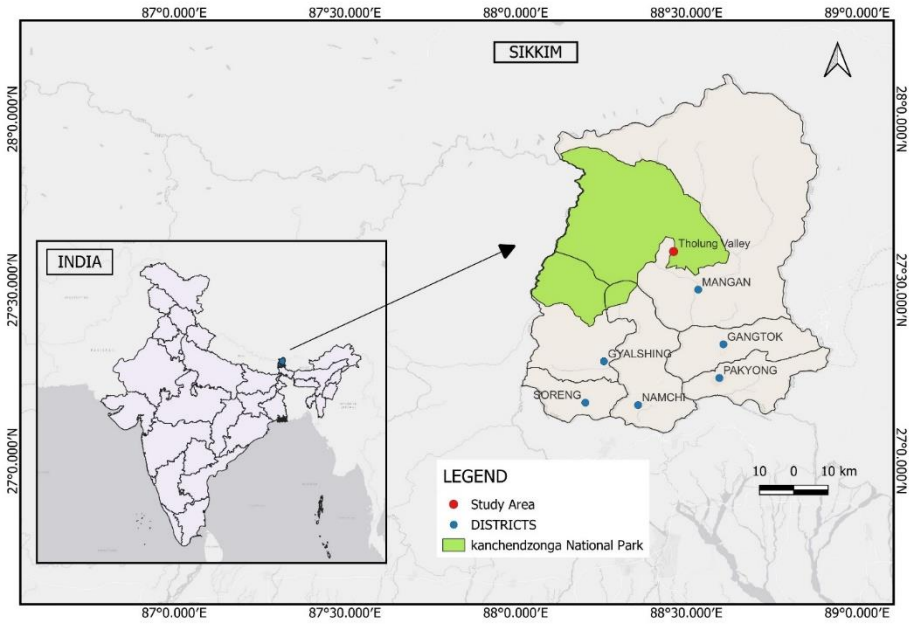 87°0.000'E 87°30.000'E 88°0.000'E 88°30.000'E 89°0.000'E
SIKKIM
28°0.000'N
28°0.000'N
Tholung Valley
INDIA
MANGAN
27°30.000'N
27°30.000'N
GANGTOK
GYALSHING
PAKYONG
SORENG
NAMCHI
27°0.000'N
27°0.000'N
LEGEND
Study Area
DISTRICTS
kanchendzonga National Park
10 0 10 km
87°0.000'E 87°30.000'E 88°0.000'E 88°30.000'E 89°0.000'E